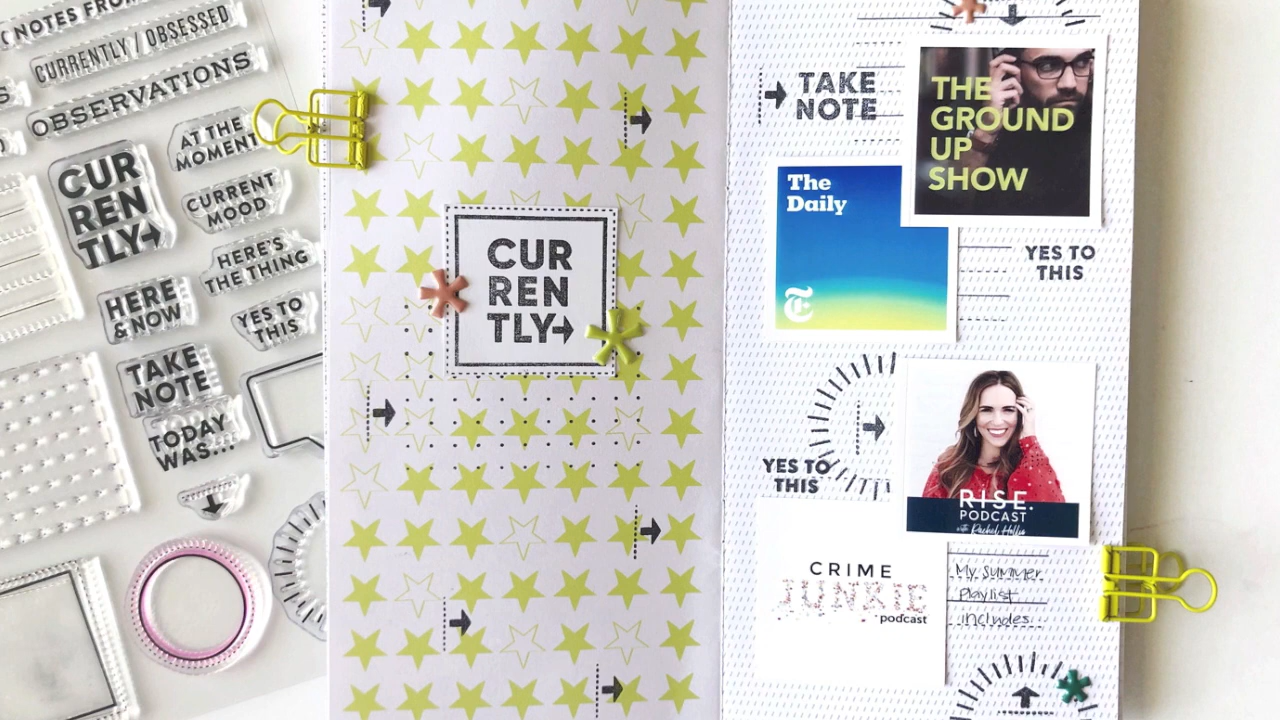 NOTES FROM
CURRENTLY / OBSESSED
OBSERVATIONS
AT THE
MOMENT
CUR
REN
TLY
CURRENT
MOOD
HERE'S
THE THING
HERE
& NOW
YES TO
THIS
TAKE
NOTE
TODAY
WAS...
CUR
REN
TLY
TAKE
NOTE
THE
GROUND
UP
SHOW
The
Daily
T
YES TO
THIS
YES TO
THIS
RISE.
PODCAST
with Rachel Hollis
CRIME
JUNKIE
podcast
My Summer
Playlist
includes